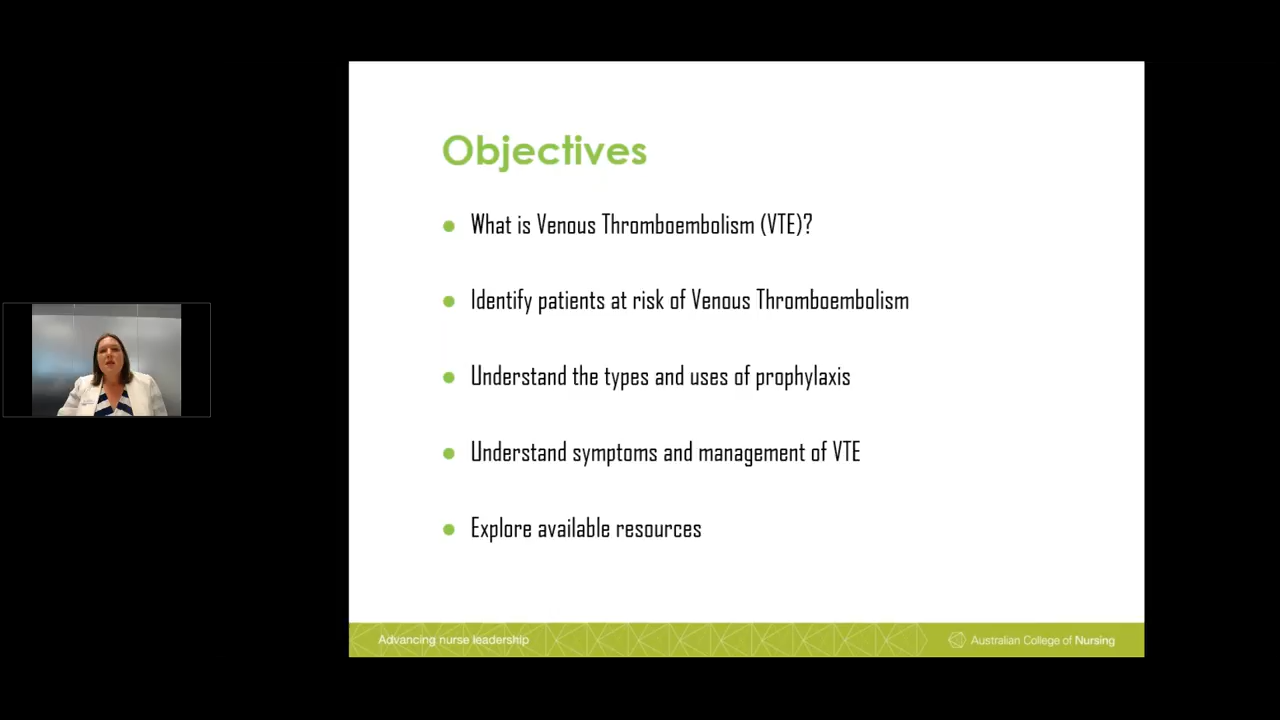 Objectives
What is Venous Thromboembolism (VTE)?
Identify patients at risk of Venous Thromboembolism
Understand the types and uses of prophylaxis
Understand symptoms and management of VTE
Explore available resources
Advancing nurse leadership
Australian College of Nursing